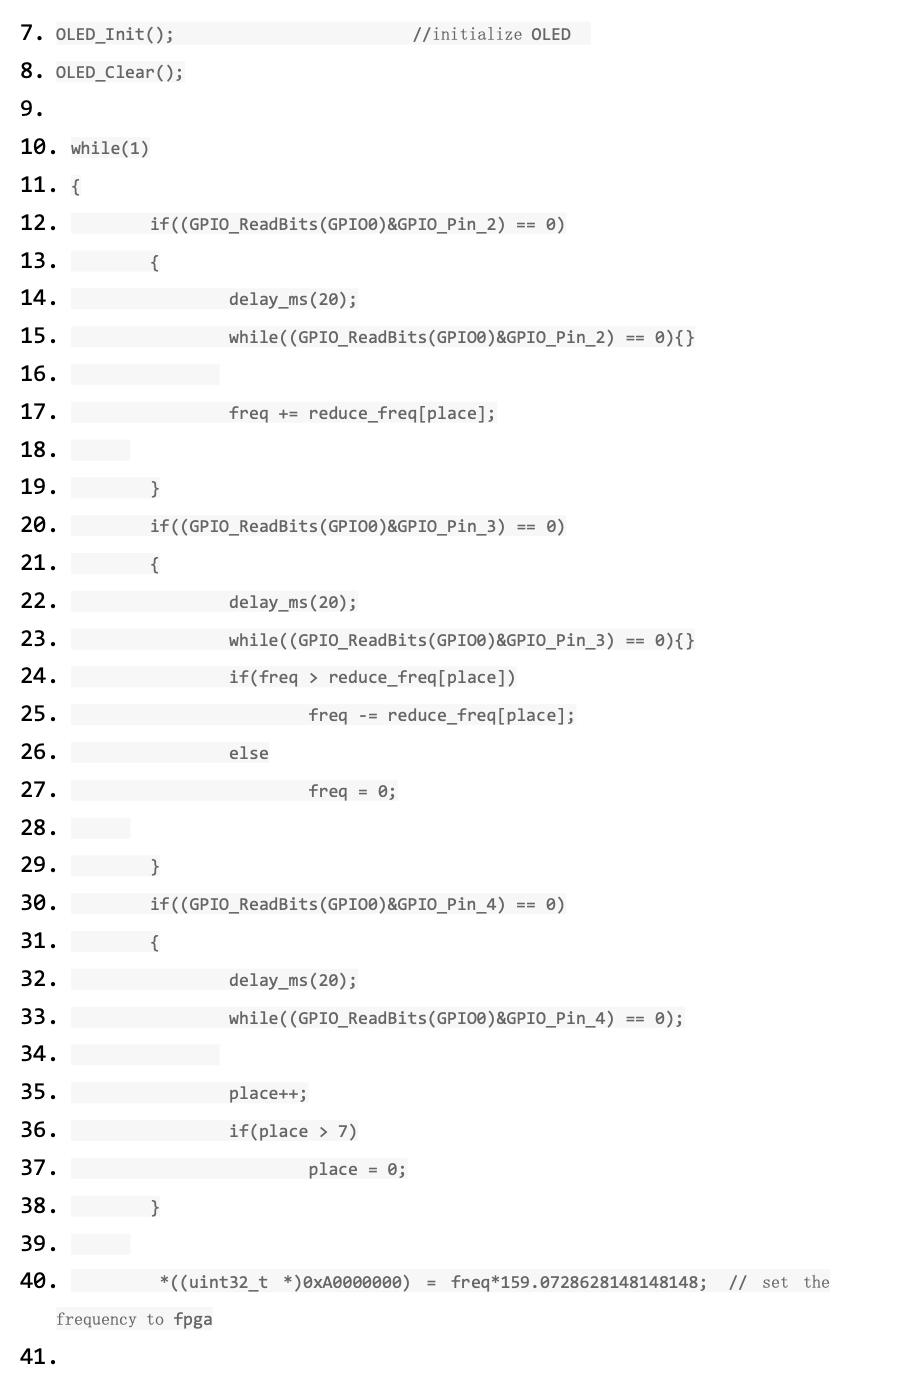 7. OLED_Init();                        //initialize OLED
8. OLED_Clear();
9.
10. while(1)
11. {
12.         if((GPIO_ReadBits(GPIO0)&GPIO_Pin_2) == 0)
13.         {
14.                 delay_ms(20);
15.                 while((GPIO_ReadBits(GPIO0)&GPIO_Pin_2) == 0){}
16.
17.                 freq += reduce_freq[place];
18.
19.         }
20.         if((GPIO_ReadBits(GPIO0)&GPIO_Pin_3) == 0)
21.         {
22.                 delay_ms(20);
23.                 while((GPIO_ReadBits(GPIO0)&GPIO_Pin_3) == 0){}
24.                 if(freq > reduce_freq[place])
25.                         freq -= reduce_freq[place];
26.                 else
27.                         freq = 0;
28.
29.         }
30.         if((GPIO_ReadBits(GPIO0)&GPIO_Pin_4) == 0)
31.         {
32.                 delay_ms(20);
33.                 while((GPIO_ReadBits(GPIO0)&GPIO_Pin_4) == 0);
34.
35.                 place++;
36.                 if(place > 7)
37.                         place = 0;
38.         }
39.
40.          *((uint32_t *)0xA0000000) = freq*159.0728628148148148;  // set the
frequency to fpga
41.